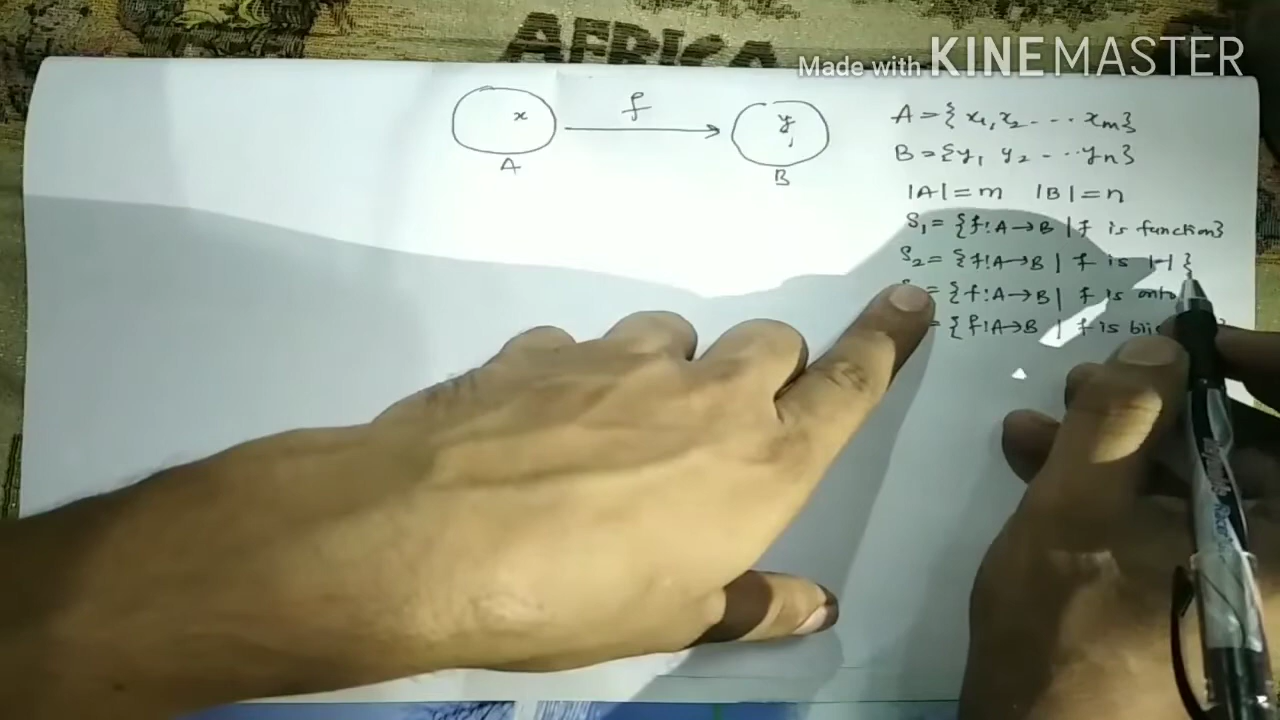 AFRICA
Made with KINEMASTER
f
x
y,
A
B
A={x₁,x₂ --- xm}
B={y₁ y₂ --- yn}
|A|=m |B|=n
S₁={f:A→B | f is function}
S₂={f:A→B | f is 1-1}
={f:A→B | f is onto
={f:A→B | f is